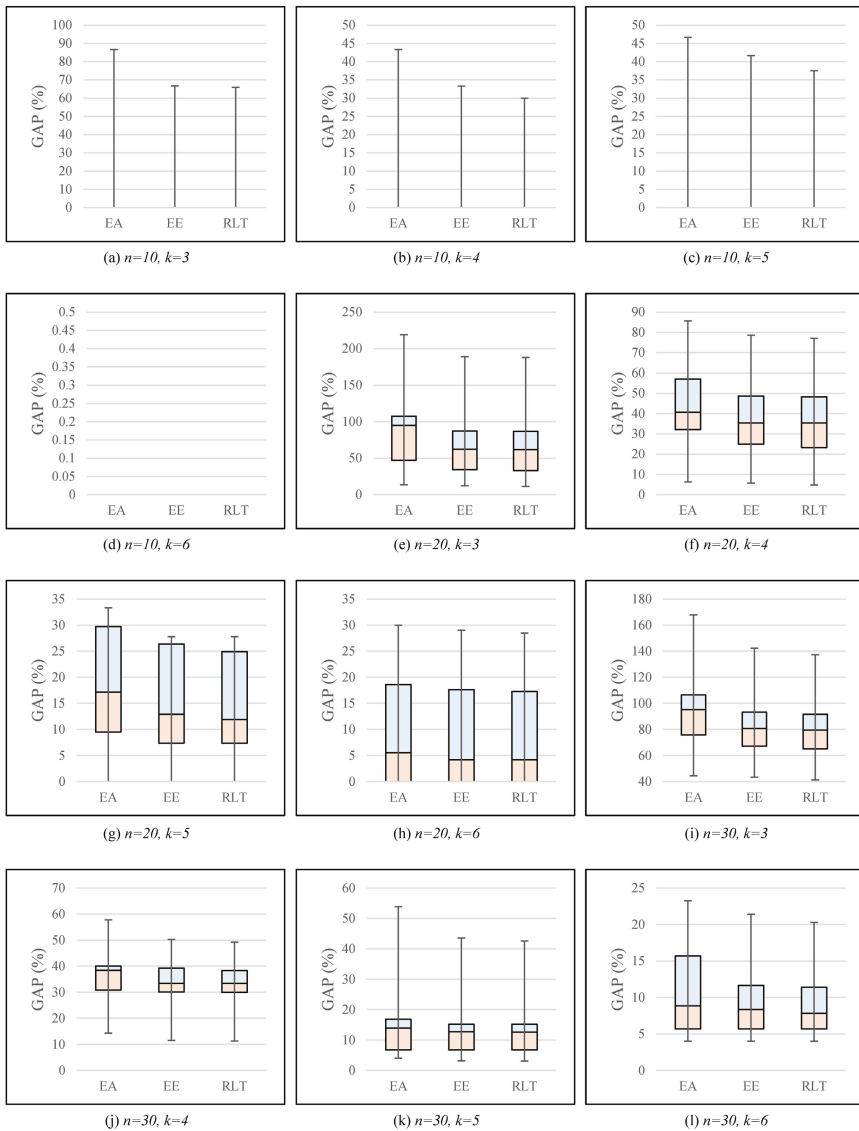 GAP (%)
100
90
80
70
60
50
40
30
20
10
0
EA EE RLT
(a) n=10, k=3
GAP (%)
50
45
40
35
30
25
20
15
10
5
0
EA EE RLT
(b) n=10, k=4
GAP (%)
50
45
40
35
30
25
20
15
10
5
0
EA EE RLT
(c) n=10, k=5
GAP (%)
0.5
0.45
0.4
0.35
0.3
0.25
0.2
0.15
0.1
0.05
0
EA EE RLT
(d) n=10, k=6
GAP (%)
250
200
150
100
50
0
EA EE RLT
(e) n=20, k=3
GAP (%)
90
80
70
60
50
40
30
20
10
0
EA EE RLT
(f) n=20, k=4
GAP (%)
35
30
25
20
15
10
5
0
EA EE RLT
(g) n=20, k=5
GAP (%)
35
30
25
20
15
10
5
0
EA EE RLT
(h) n=20, k=6
GAP (%)
180
160
140
120
100
80
60
40
EA EE RLT
(i) n=30, k=3
GAP (%)
70
60
50
40
30
20
10
0
EA EE RLT
(j) n=30, k=4
GAP (%)
60
50
40
30
20
10
0
EA EE RLT
(k) n=30, k=5
GAP (%)
25
20
15
10
5
0
EA EE RLT
(l) n=30, k=6